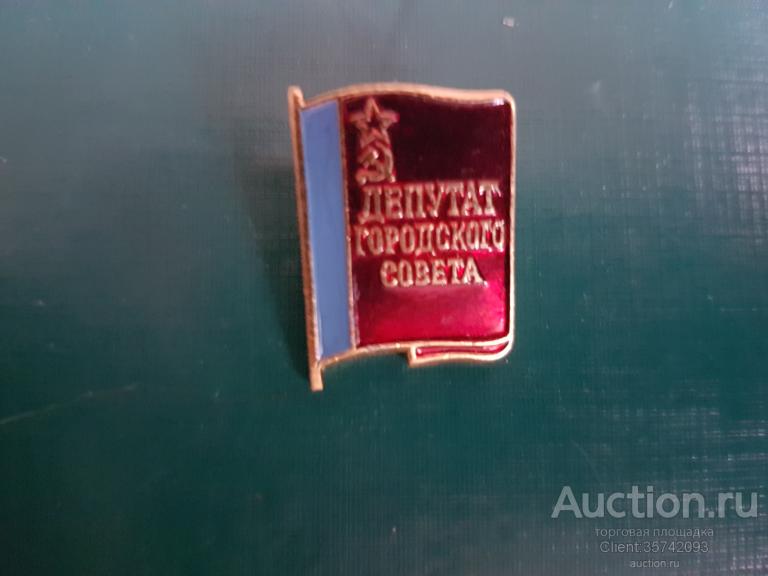 ДЕПУТАТ
ГОРОДСКОГО
СОВЕТА
Auction.ru
торговая площадка
Client:35742093
auction.ru